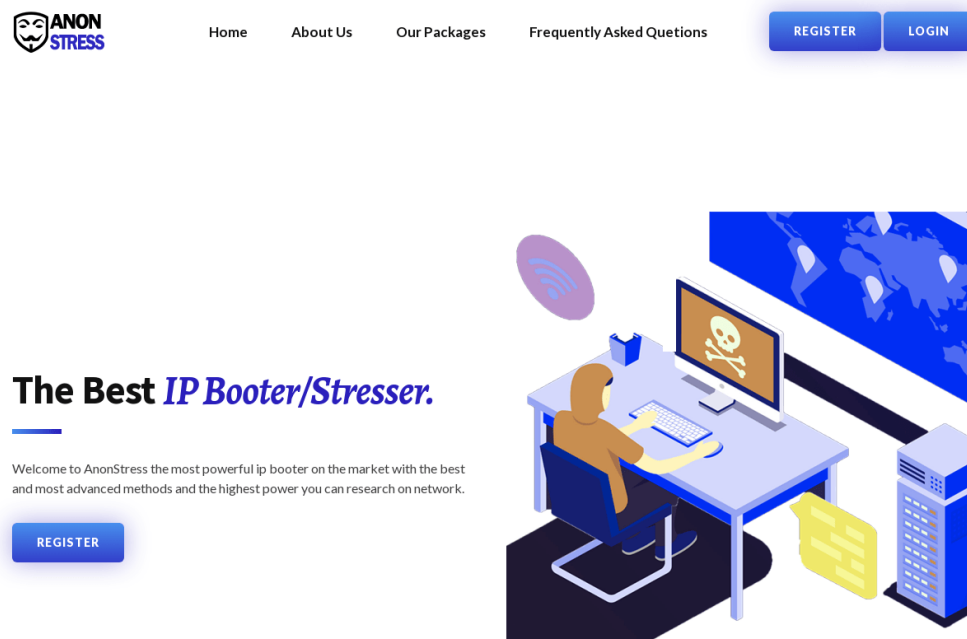 ANON
STRESS
Home
About Us
Our Packages
Frequently Asked Quetions
REGISTER
LOGIN
The Best IP Booter/Stresser.
Welcome to AnonStress the most powerful ip booter on the market with the best
and most advanced methods and the highest power you can research on network.
REGISTER